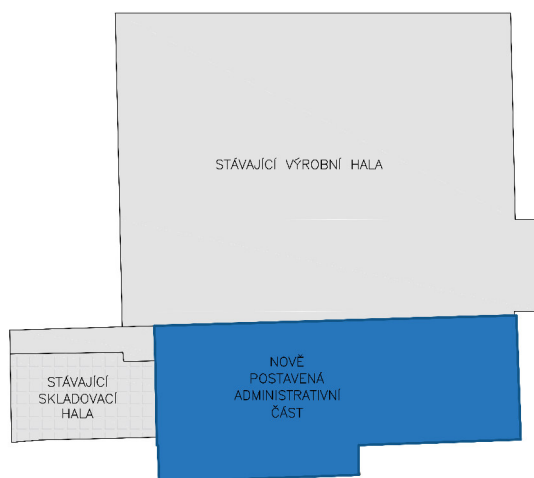 STÁVAJÍCÍ VÝROBNÍ HALA
NOVĚ
POSTAVENÁ
ADMINISTRATIVNÍ
ČÁST
STÁVAJÍCÍ
SKLADOVACÍ
HALA